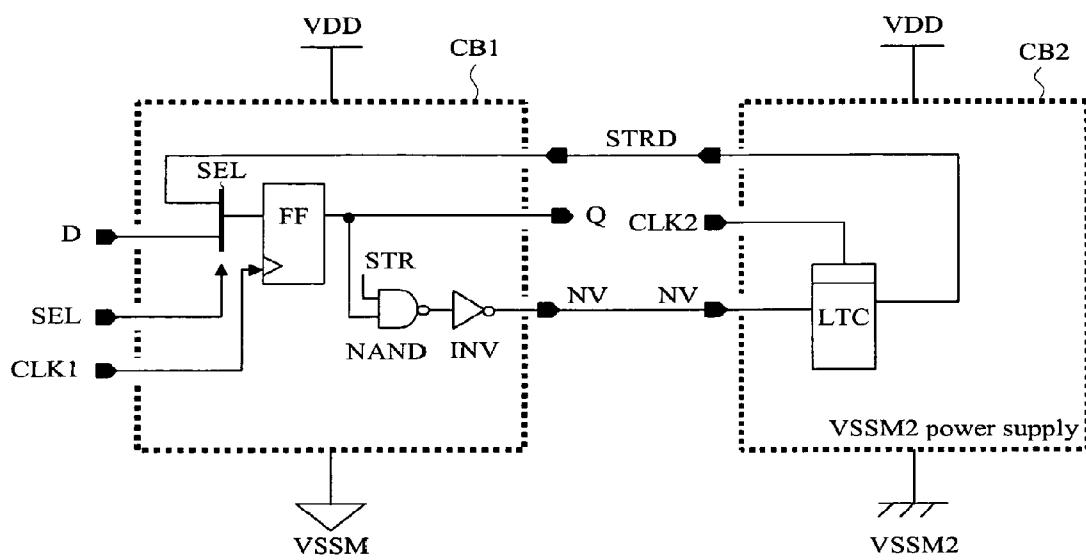 VDD
VDD
CB1
CB2
STRD
SEL
FF
D
Q
CLK2
STR
SEL
NV
NV
LTC
NAND
INV
CLK1
VSSM2 power supply
VSSM
VSSM2